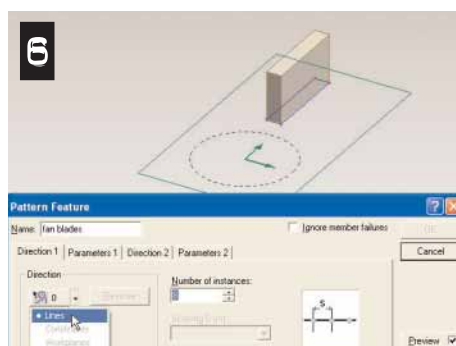 6
Pattern Feature
Name: fan blades
Ignore member failures
Cancel
Direction 1
Parameters 1
Direction 2
Parameters 2
Direction
0
Number of instances:
Lines
S
Preview